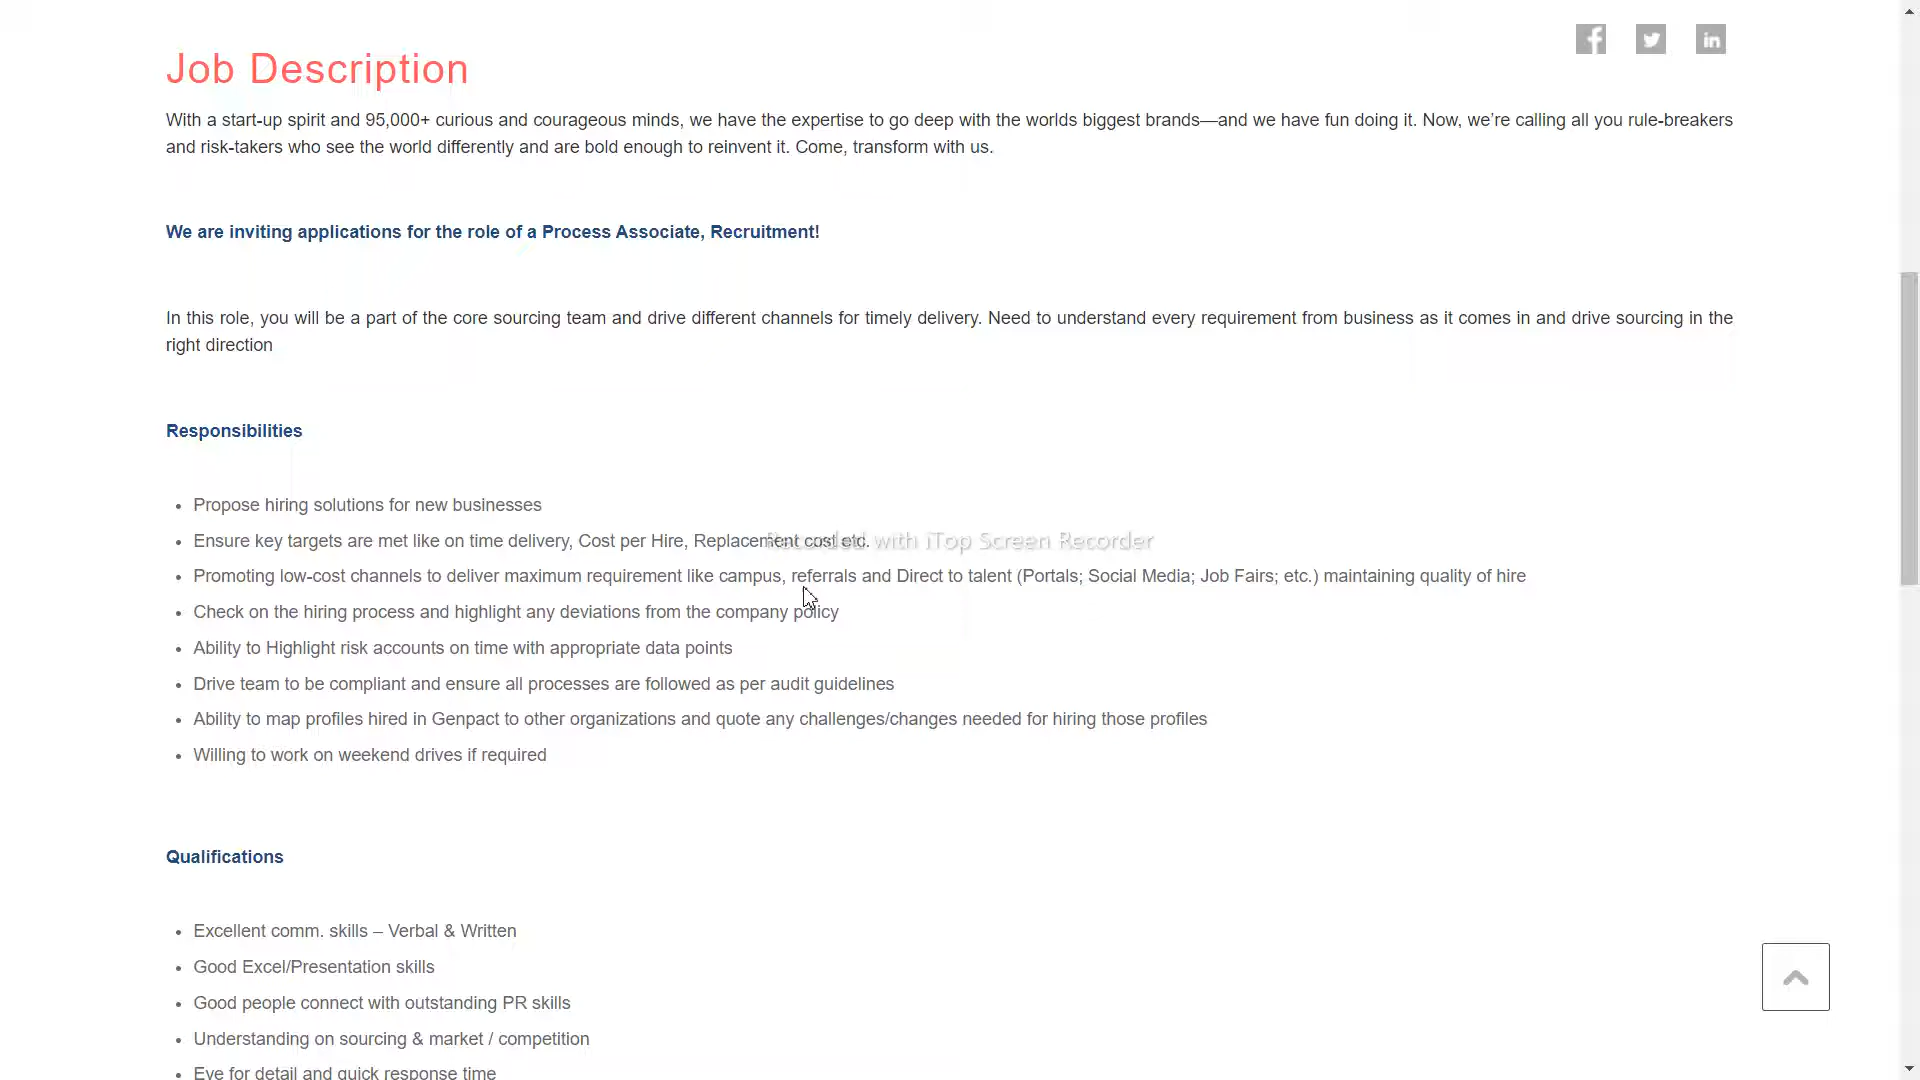 Job Description
With a start-up spirit and 95,000+ curious and courageous minds, we have the expertise to go deep with the worlds biggest brands—and we have fun doing it. Now, we’re calling all you rule-breakers
and risk-takers who see the world differently and are bold enough to reinvent it. Come, transform with us.
We are inviting applications for the role of a Process Associate, Recruitment!
In this role, you will be a part of the core sourcing team and drive different channels for timely delivery. Need to understand every requirement from business as it comes in and drive sourcing in the
right direction
Responsibilities
Propose hiring solutions for new businesses
Ensure key targets are met like on time delivery, Cost per Hire, Replacement cost etc.
Recorded with iTop Screen Recorder
Promoting low-cost channels to deliver maximum requirement like campus, referrals and Direct to talent (Portals; Social Media; Job Fairs; etc.) maintaining quality of hire
Check on the hiring process and highlight any deviations from the company policy
Ability to Highlight risk accounts on time with appropriate data points
Drive team to be compliant and ensure all processes are followed as per audit guidelines
Ability to map profiles hired in Genpact to other organizations and quote any challenges/changes needed for hiring those profiles
Willing to work on weekend drives if required
Qualifications
Excellent comm. skills – Verbal & Written
Good Excel/Presentation skills
Good people connect with outstanding PR skills
Understanding on sourcing & market / competition
Eye for detail and quick response time